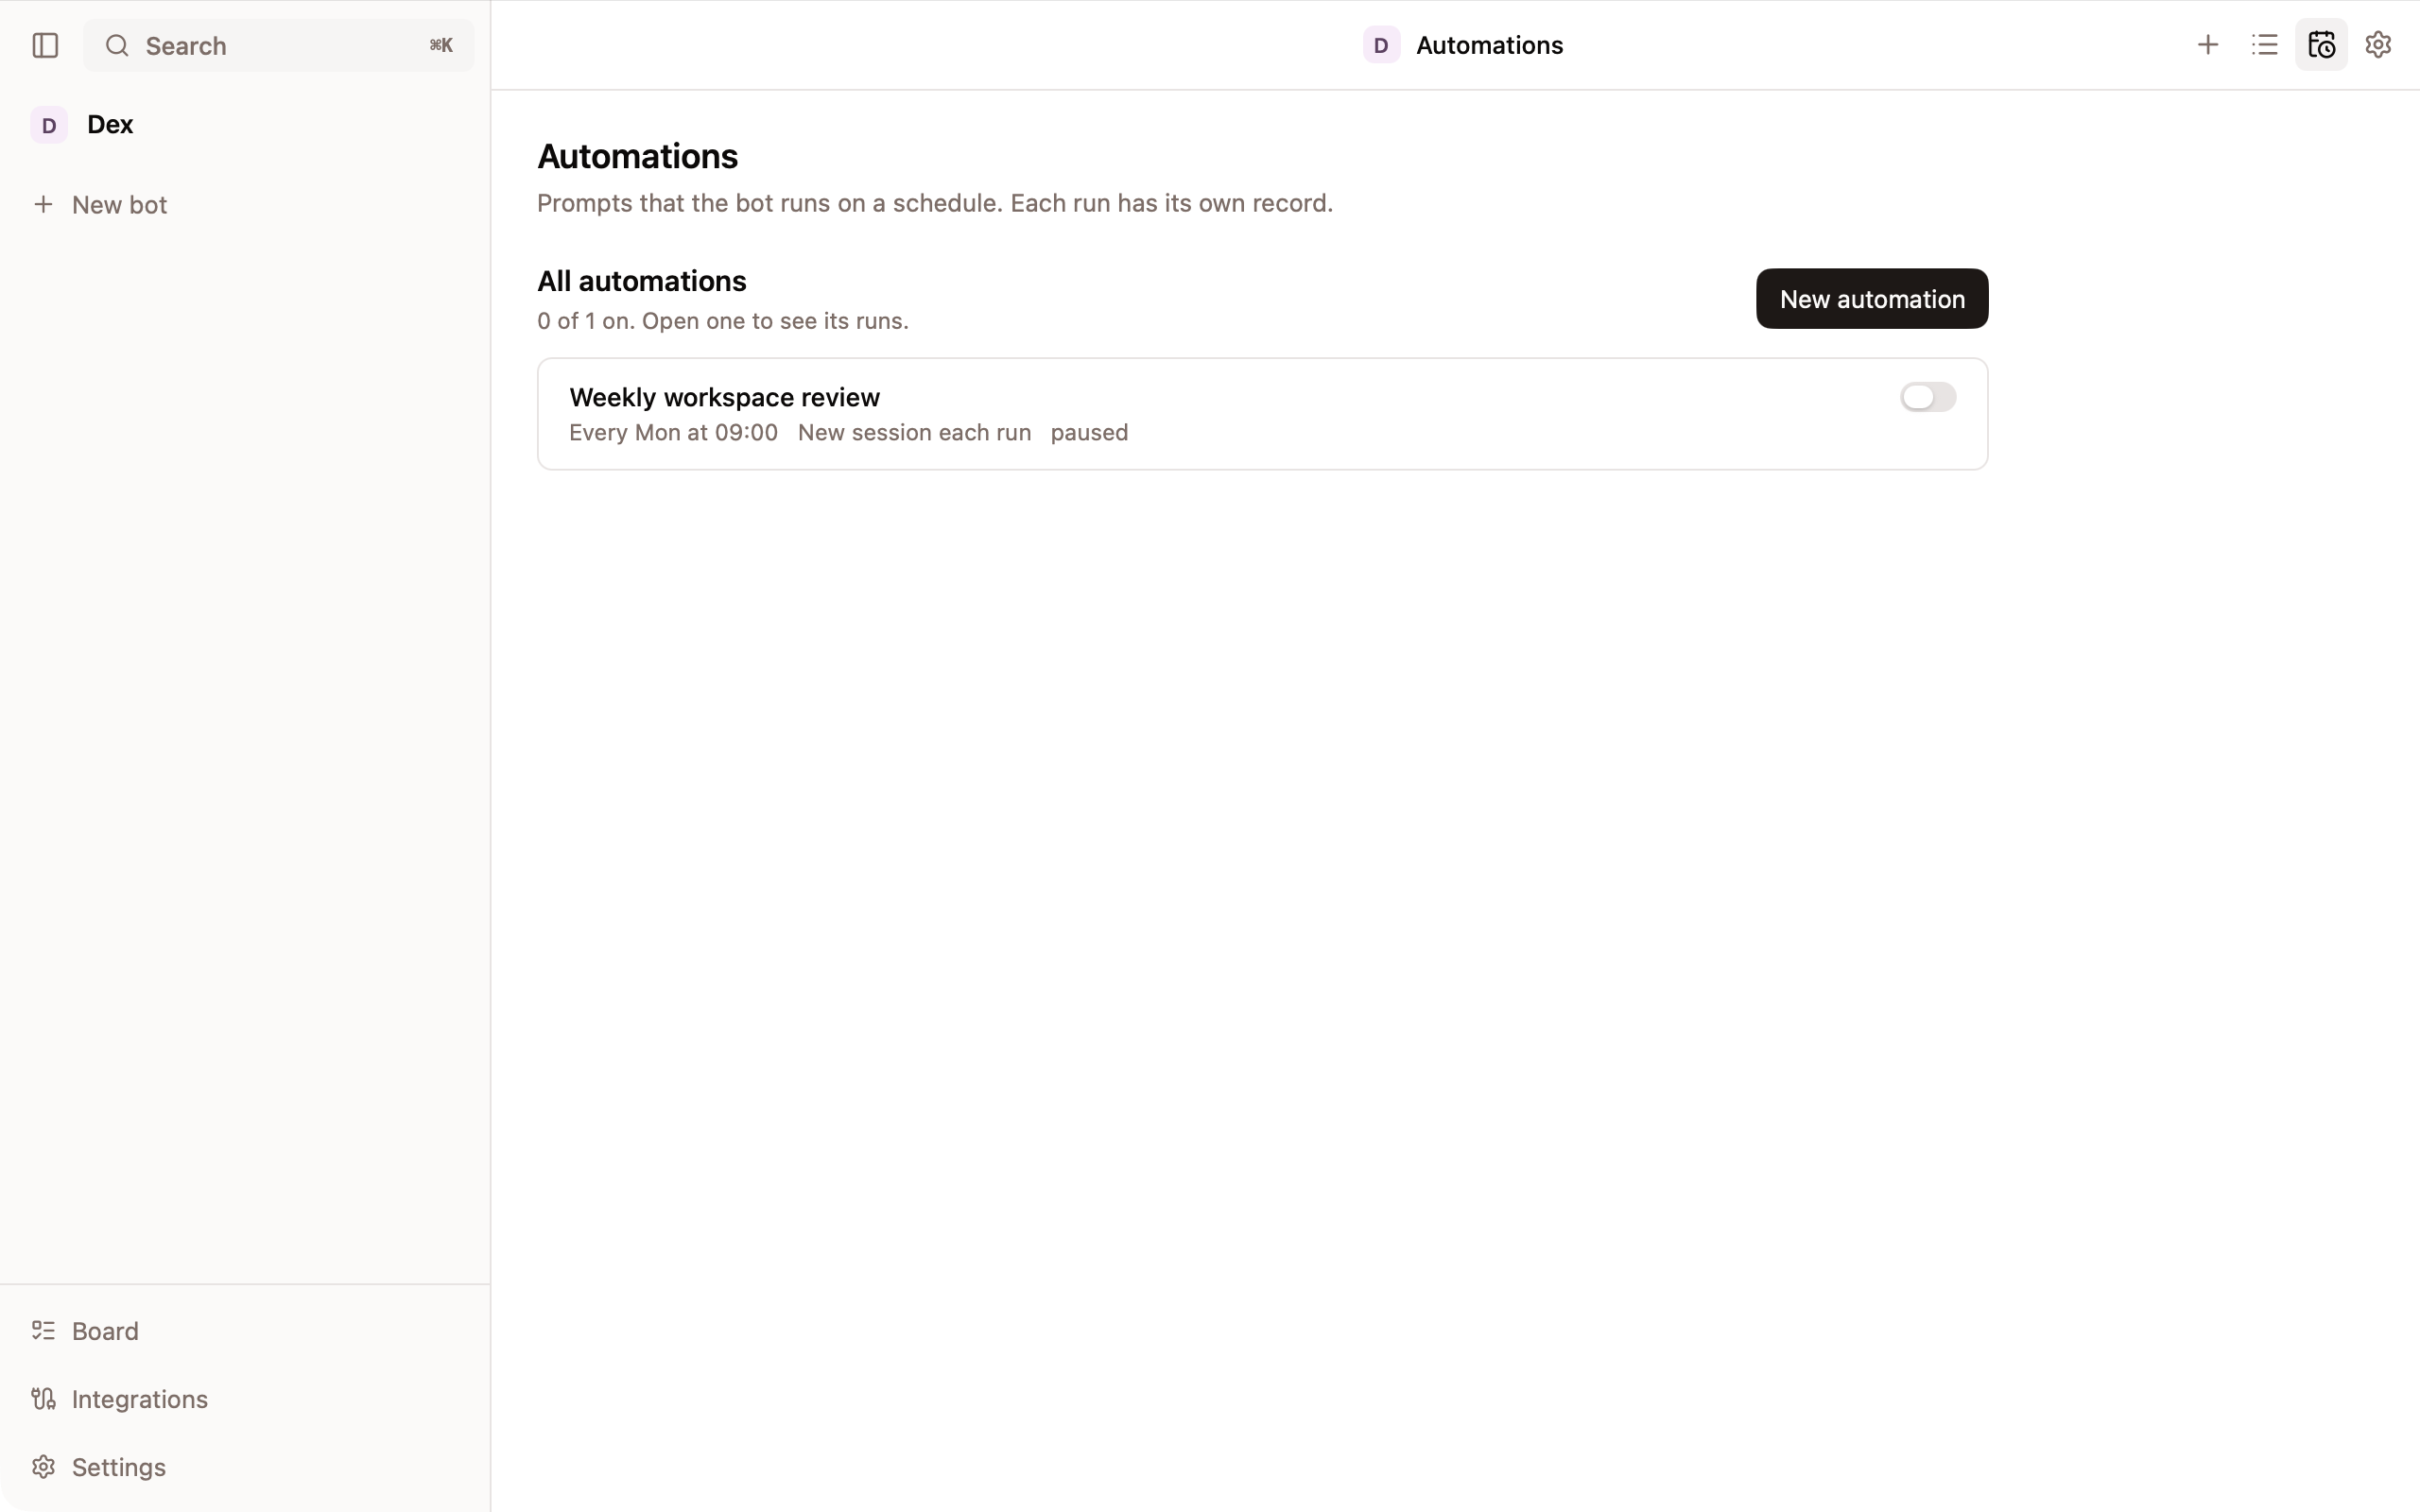 Search ⌘K
D Dex
New bot
Board
Integrations
Settings
D Automations
Automations
Prompts that the bot runs on a schedule. Each run has its own record.
All automations
0 of 1 on. Open one to see its runs.
New automation
Weekly workspace review
Every Mon at 09:00 New session each run paused